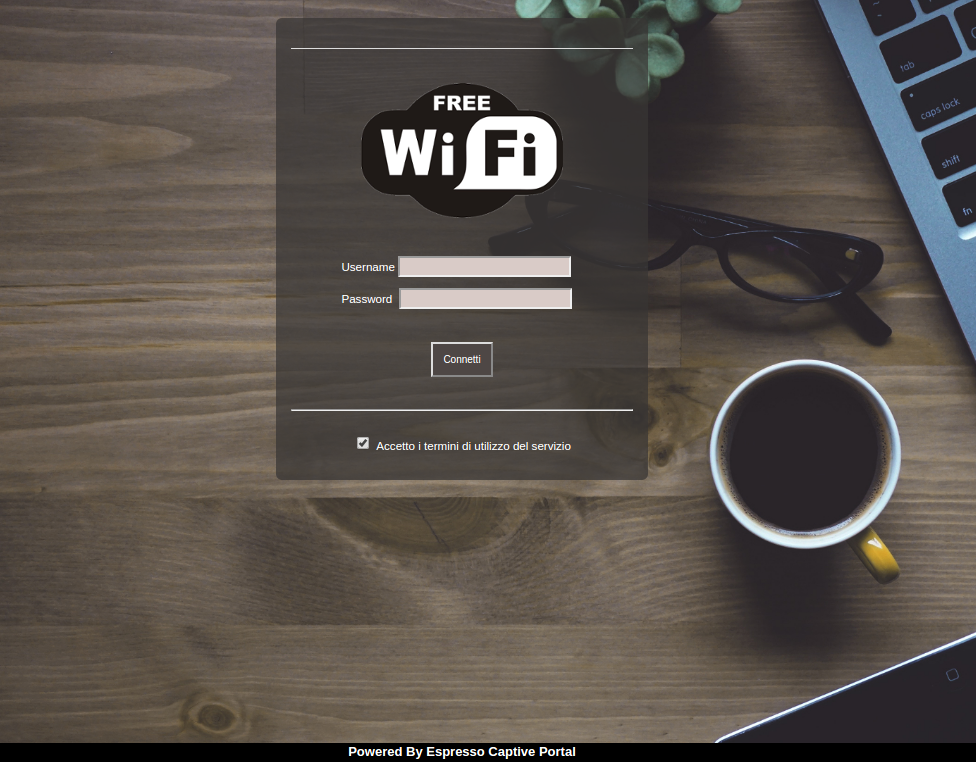 FREE
WiFi
Username
Password
Connetti
Accetto i termini di utilizzo del servizio
tab
caps lock
shift
fn
Powered By Espresso Captive Portal